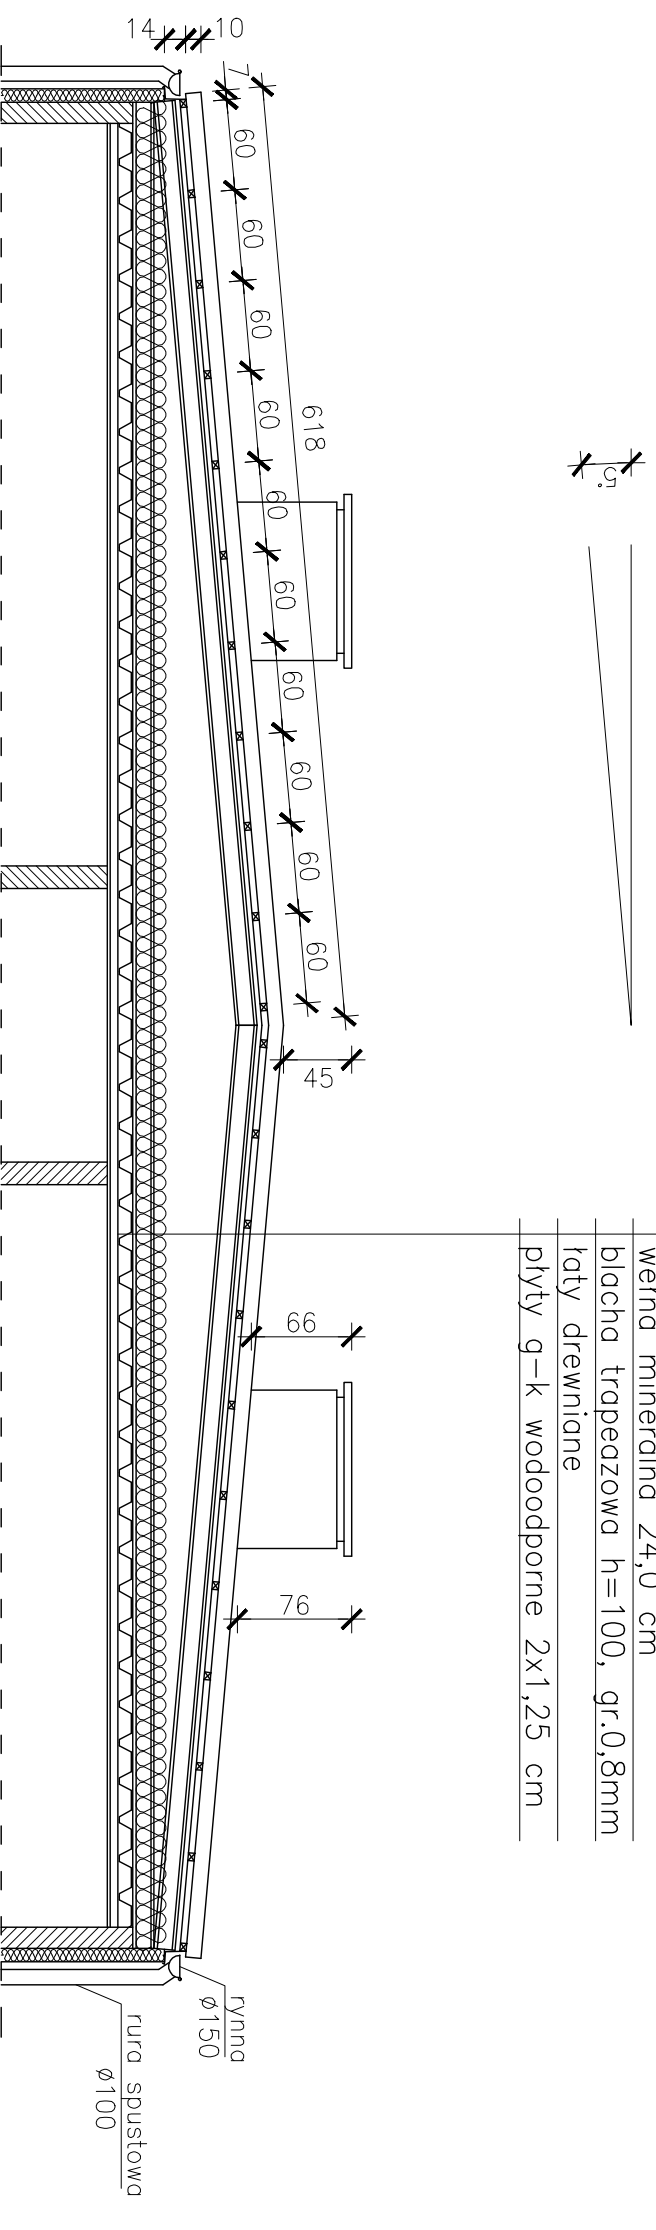 14
10
7
60
60
60
60
60
60
60
60
60
60
618
5°
45
66
76
wełna mineralna 24,0 cm
blacha trapezowa h=100, gr.0,8mm
łaty drewniane
płyty g-k wodoodporne 2x1,25 cm
rynna
ø150
rura spustowa
ø100